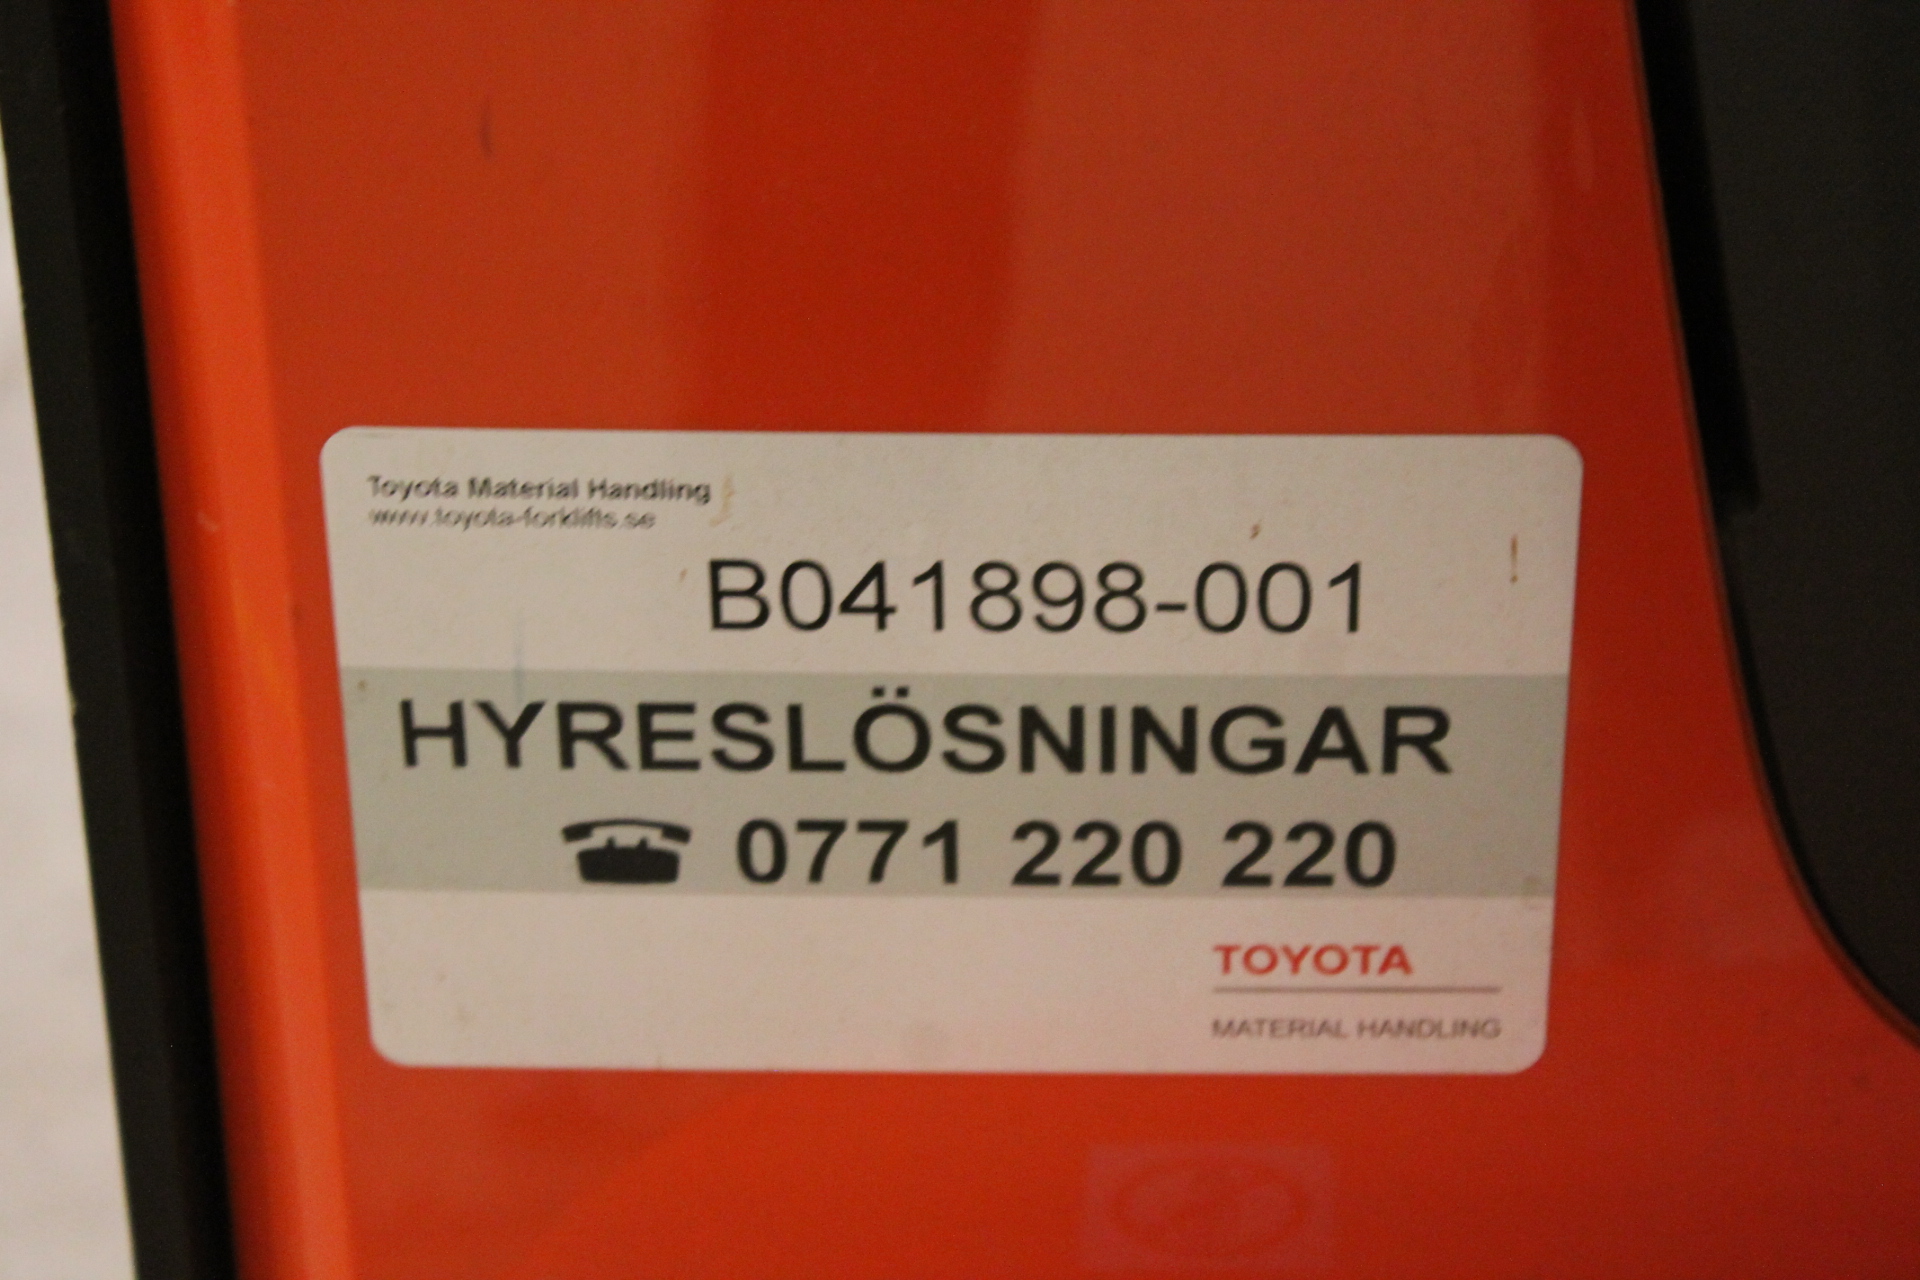 Toyota Material Handling
www.toyota-forklifts.se
B041898-001
HYRESLÖSNINGAR
☎ 0771 220 220
TOYOTA
MATERIAL HANDLING